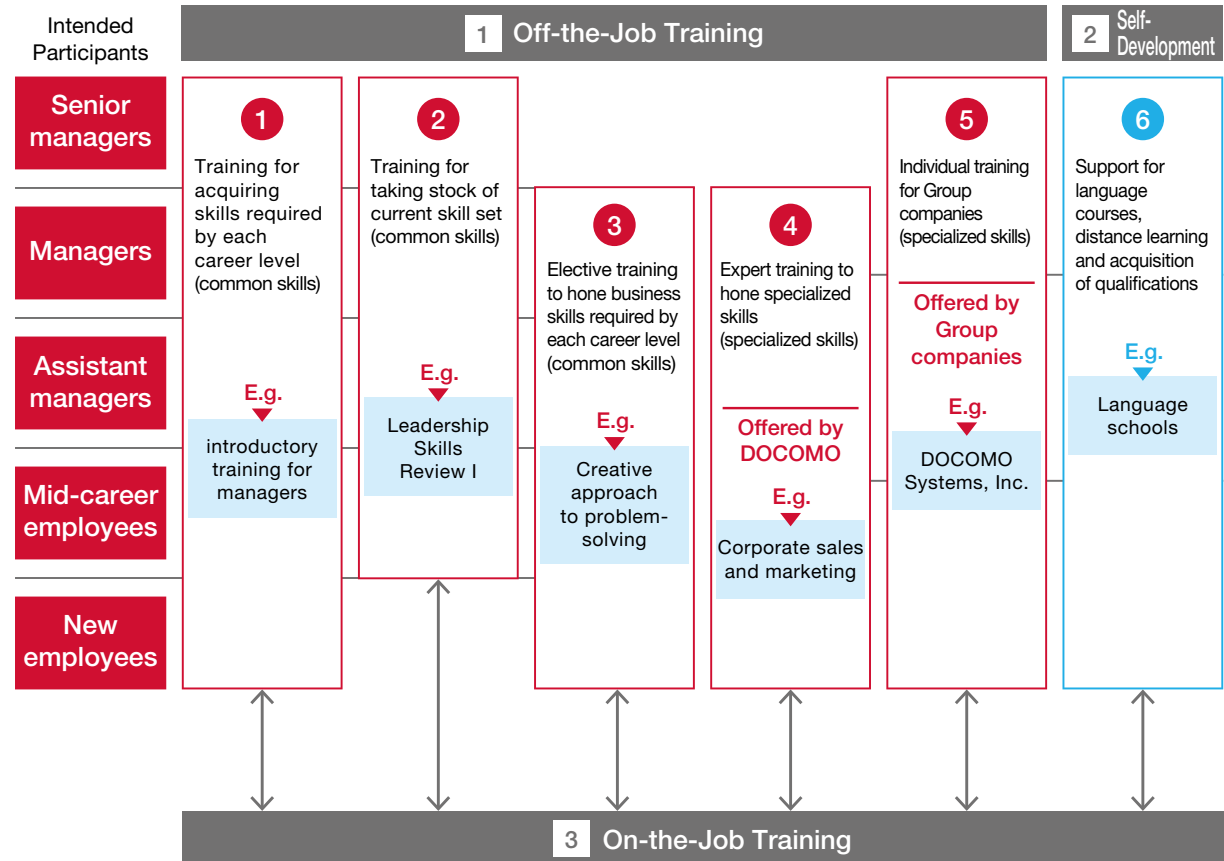 Intended
Participants
1 Off-the-Job Training
2 Self-
Development
Senior
managers
Managers
Assistant
managers
Mid-career
employees
New
employees
1
Training for
acquiring
skills required
by each
career level
(common skills)
E.g.
introductory
training for
managers
2
Training for
taking stock of
current skill set
(common skills)
E.g.
Leadership
Skills
Review I
3
Elective training
to hone business
skills required by
each career level
(common skills)
E.g.
Creative
approach
to problem-
solving
4
Expert training to
hone specialized
skills
(specialized skills)
Offered by
DOCOMO
E.g.
Corporate sales
and marketing
5
Individual training
for Group
companies
(specialized skills)
Offered by
Group
companies
E.g.
DOCOMO
Systems, Inc.
6
Support for
language
courses,
distance learning
and acquisition
of qualifications
E.g.
Language
schools
3 On-the-Job Training